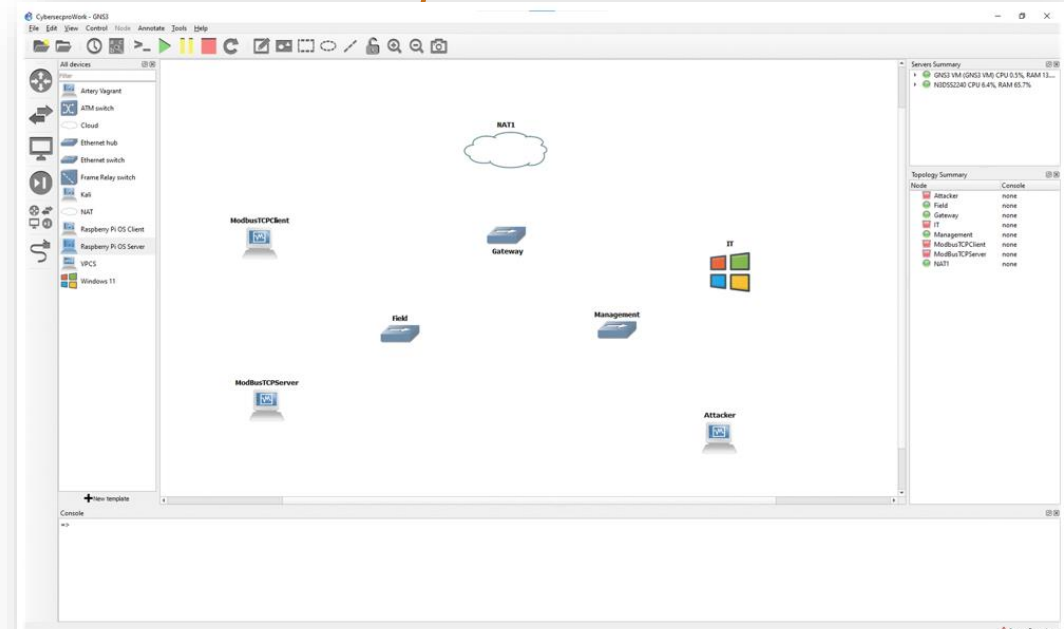 CybersecproWork - GNS3
File Edit View Control Node Annotate Tools Help
All devices
Filter
Artery Vagrant
ATM switch
Cloud
Ethernet hub
Ethernet switch
Frame Relay switch
Kali
NAT
Raspberry Pi OS Client
Raspberry Pi OS Server
VPCS
Windows 11
New template
NAT1
ModbusTCPClient
Gateway
IT
Field
Management
ModBusTCPServer
Attacker
Servers Summary
GNS3 VM (GNS3 VM) CPU 0.5%, RAM 13....
N3DSS2240 CPU 6.4%, RAM 65.7%
Topology Summary
Node Console
Attacker none
Field none
Gateway none
IT none
Management none
ModbusTCPClient none
ModBusTCPServer none
NAT1 none
Console
=>